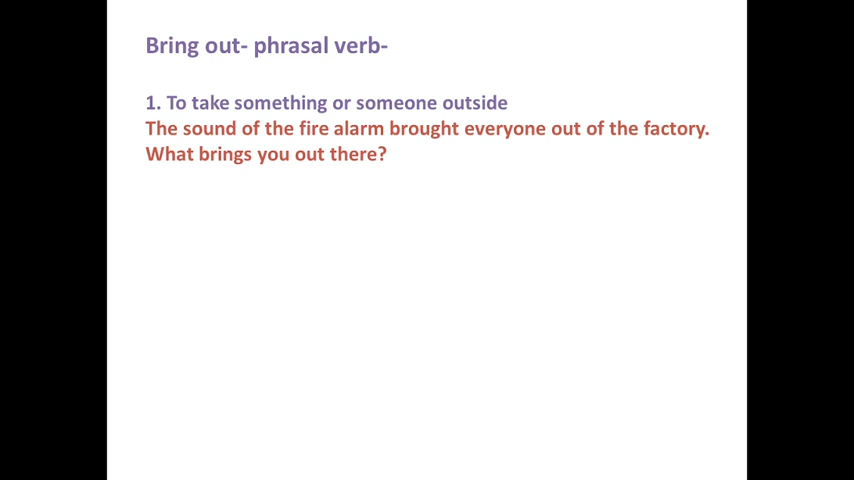 Bring out- phrasal verb-
1. To take something or someone outside
The sound of the fire alarm brought everyone out of the factory.
What brings you out there?